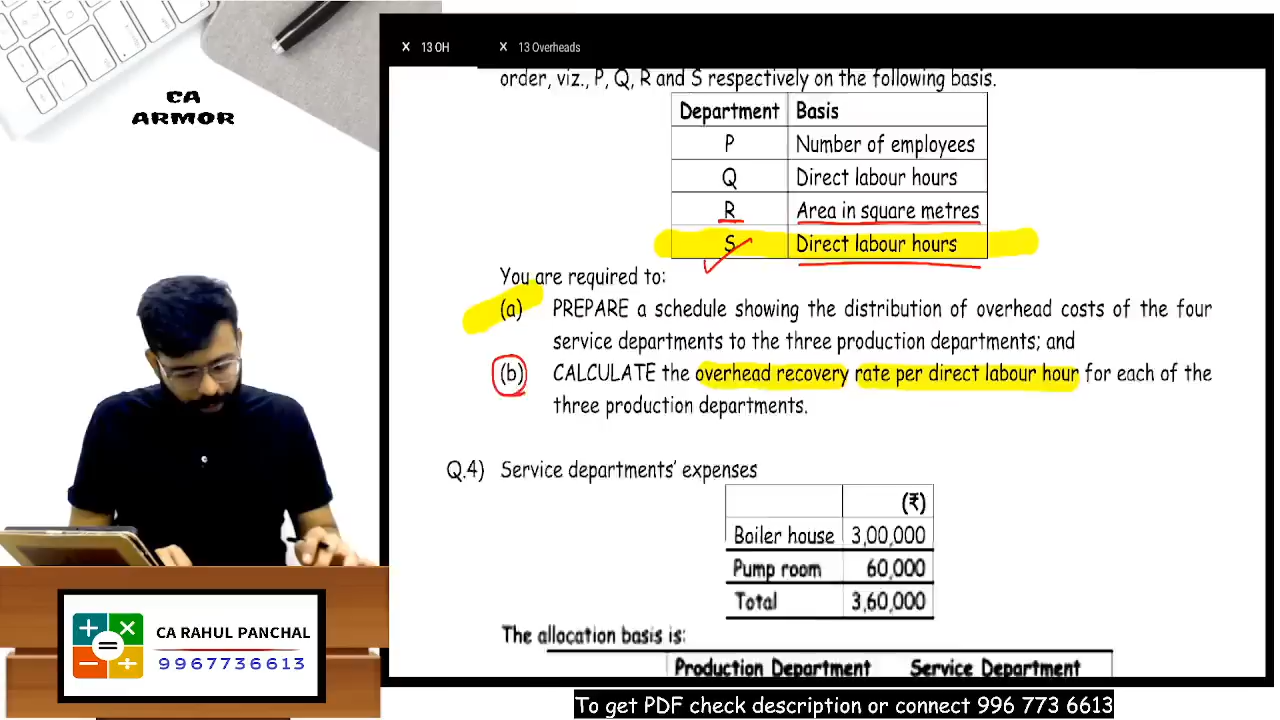 CA
ARMOR
× 13 OH × 13 Overheads
order, viz., P, Q, R and S respectively on the following basis.
Department Basis
P Number of employees
Q Direct labour hours
R Area in square metres
S Direct labour hours
You are required to:
(a) PREPARE a schedule showing the distribution of overhead costs of the four
service departments to the three production departments; and
(b) CALCULATE the overhead recovery rate per direct labour hour for each of the
three production departments.
Q.4) Service departments' expenses
(₹)
Boiler house 3,00,000
Pump room 60,000
Total 3,60,000
The allocation basis is:
Production Department Service Department
CA RAHUL PANCHAL
9967736613
To get PDF check description or connect 996 773 6613